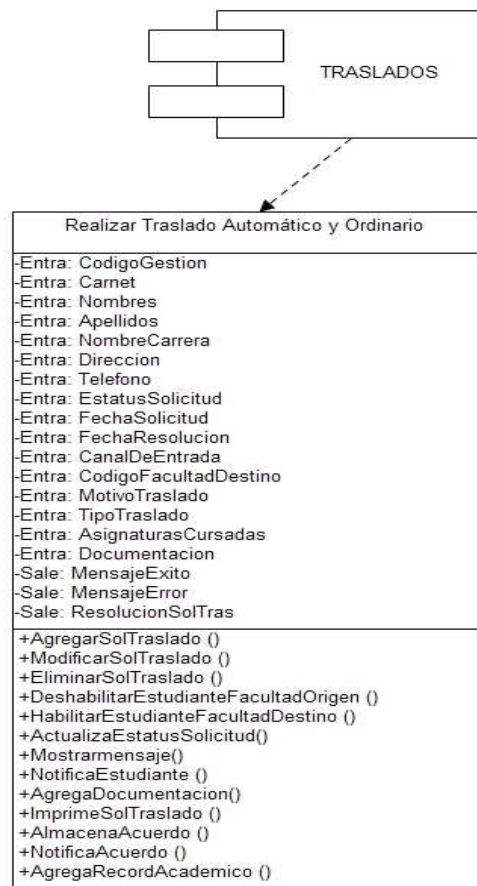 TRASLADOS
Realizar Traslado Automático y Ordinario
-Entra: CodigoGestion
-Entra: Carnet
-Entra: Nombres
-Entra: Apellidos
-Entra: NombreCarrera
-Entra: Direccion
-Entra: Telefono
-Entra: EstatusSolicitud
-Entra: FechaSolicitud
-Entra: FechaResolucion
-Entra: CanalDeEntrada
-Entra: CodigoFacultadDestino
-Entra: MotivoTraslado
-Entra: TipoTraslado
-Entra: AsignaturasCursadas
-Entra: Documentacion
-Sale: MensajeExito
-Sale: MensajeError
-Sale: ResolucionSolTras
+AgregarSolTraslado ()
+ModificarSolTraslado ()
+EliminarSolTraslado ()
+DeshabilitarEstudianteFacultadOrigen ()
+HabilitarEstudianteFacultadDestino ()
+ActualizaEstatusSolicitud()
+Mostrarmensaje()
+NotificaEstudiante ()
+AgregaDocumentacion()
+ImprimeSolTraslado ()
+AlmacenaAcuerdo ()
+NotificaAcuerdo ()
+AgregaRecordAcademico ()